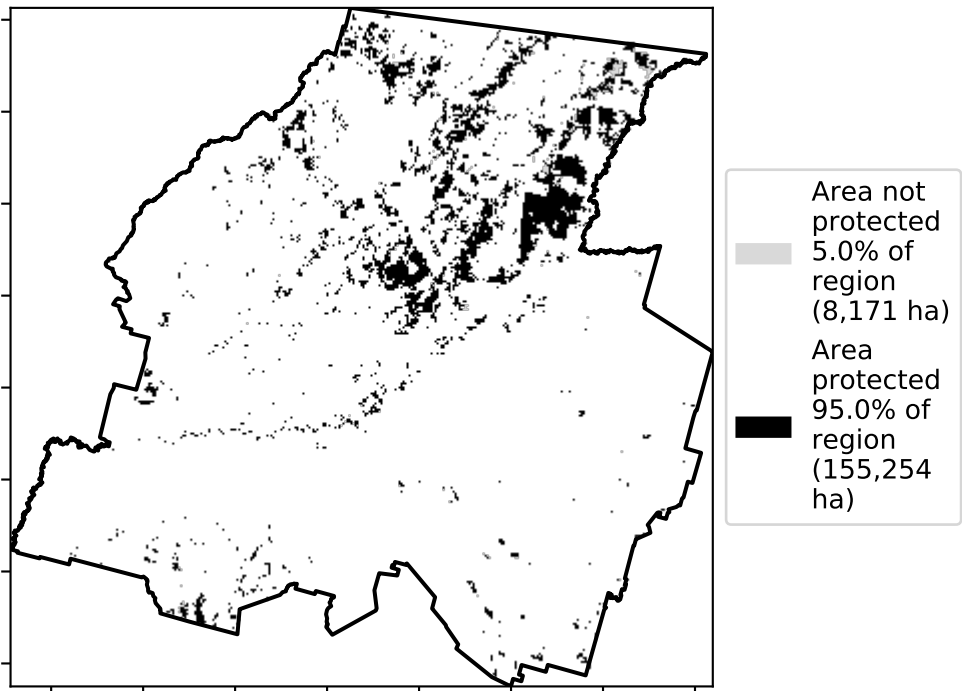 Area not
protected
5.0% of
region
(8,171 ha)
Area
protected
95.0% of
region
(155,254
ha)